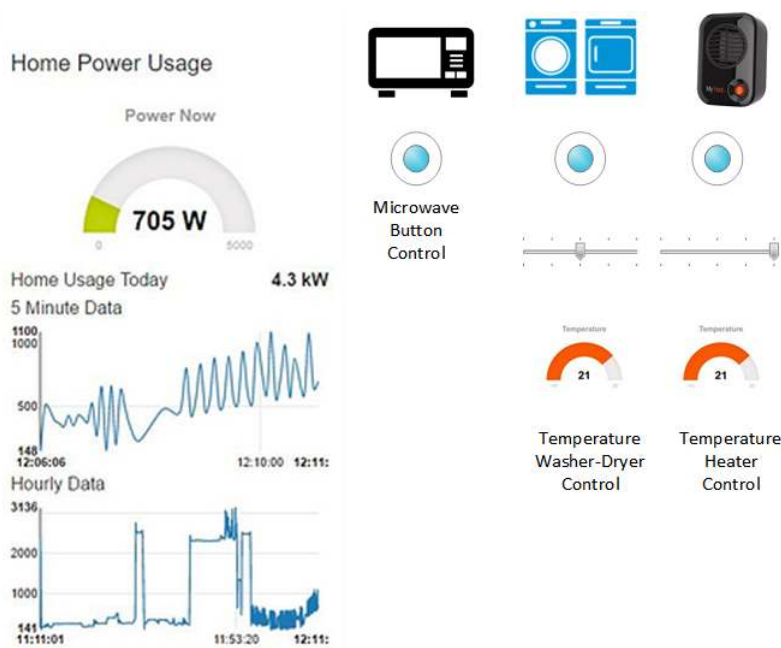 Home Power Usage
Power Now
705 W
0 5000
Home Usage Today 4.3 kW
5 Minute Data
1100
1000
500
148
12:06:06 12:10:00 12:11:
Hourly Data
3136
2000
1000
141
11:11:01 11:53:20 12:11:
Microwave
Button
Control
Temperature
21
Temperature
Washer-Dryer
Control
My Heat
Temperature
21
Temperature
Heater
Control